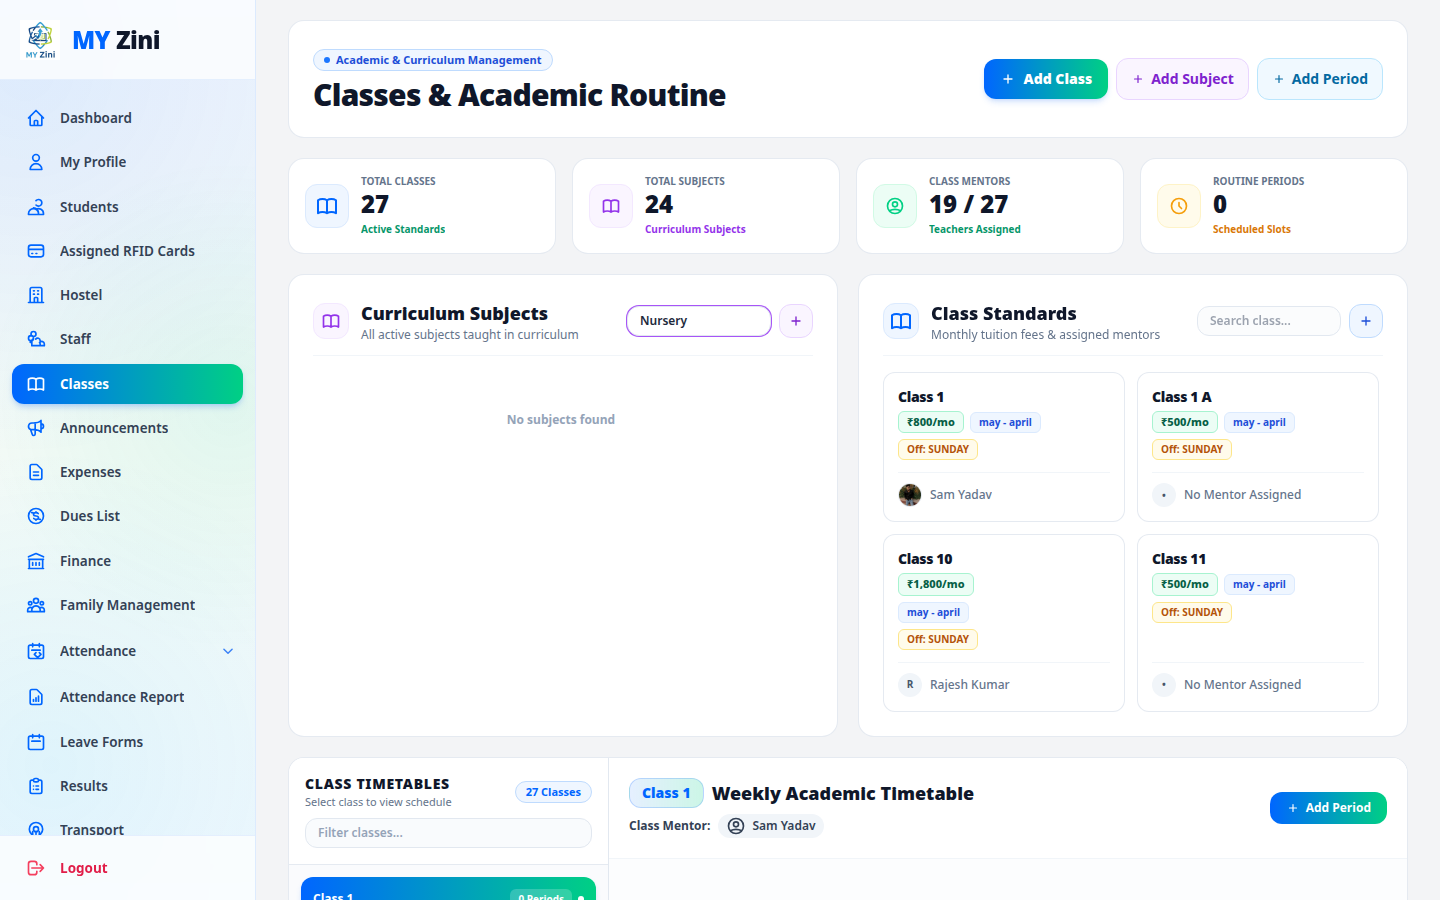 MY Zini
MY Zini
Dashboard
My Profile
Students
Assigned RFID Cards
Hostel
Staff
Classes
Announcements
Expenses
Dues List
Finance
Family Management
Attendance
Attendance Report
Leave Forms
Results
Transport
Logout
Academic & Curriculum Management
Classes & Academic Routine
+ Add Class
+ Add Subject
+ Add Period
TOTAL CLASSES
27
Active Standards
TOTAL SUBJECTS
24
Curriculum Subjects
CLASS MENTORS
19 / 27
Teachers Assigned
ROUTINE PERIODS
0
Scheduled Slots
Curriculum Subjects
All active subjects taught in curriculum
Nursery
+
No subjects found
Class Standards
Monthly tuition fees & assigned mentors
Search class...
+
Class 1
₹800/mo may - april
Off: SUNDAY
Sam Yadav
Class 1 A
₹500/mo may - april
Off: SUNDAY
• No Mentor Assigned
Class 10
₹1,800/mo
may - april
Off: SUNDAY
R Rajesh Kumar
Class 11
₹500/mo may - april
Off: SUNDAY
• No Mentor Assigned
CLASS TIMETABLES
Select class to view schedule
27 Classes
Filter classes...
Class 1 0 Periods
Class 1 Weekly Academic Timetable
Class Mentor: Sam Yadav
+ Add Period